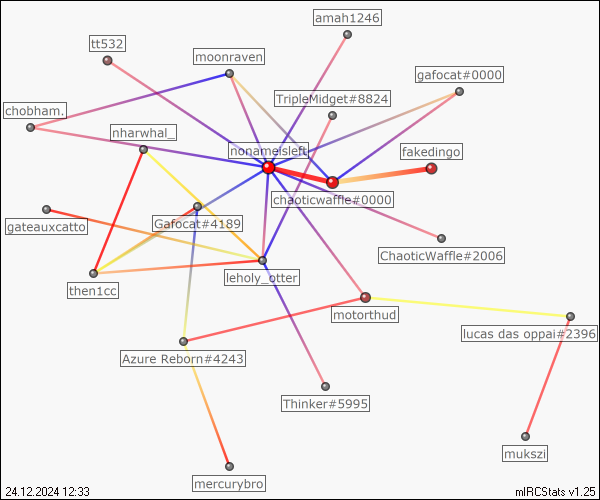 amah1246
tt532
moonraven
gafocat#0000
TripleMidget#8824
chobham.
nharwhal_
nonameisleft
fakedingo
chaoticwaffle#0000
gateauxcatto
Gafocat#4189
ChaoticWaffle#2006
then1cc
leholy_otter
motorthud
lucas das oppai#2396
Azure Reborn#4243
Thinker#5995
mukszi
mercurybro
24.12.2024 12:33
mIRCStats v1.25